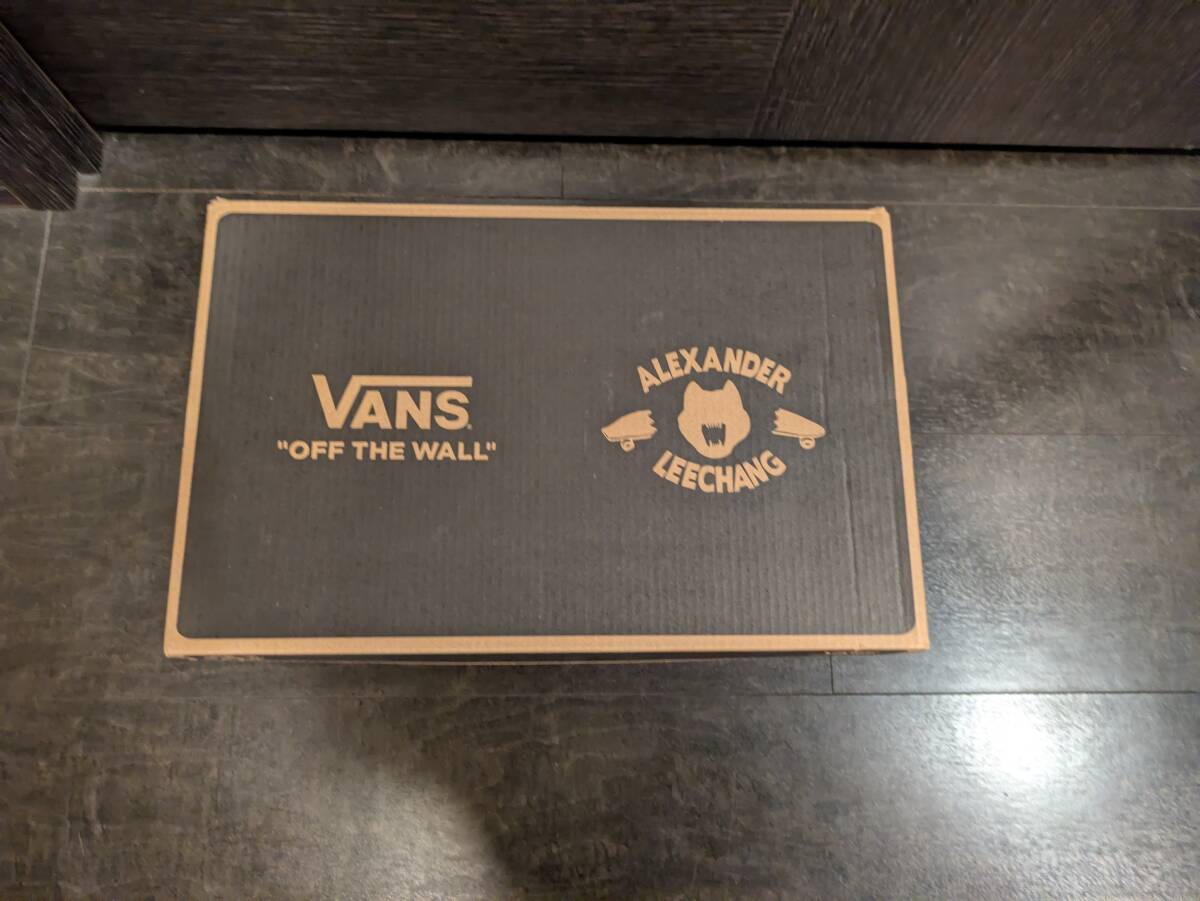 VANS
"OFF THE WALL"
ALEXANDER
LEECHANG